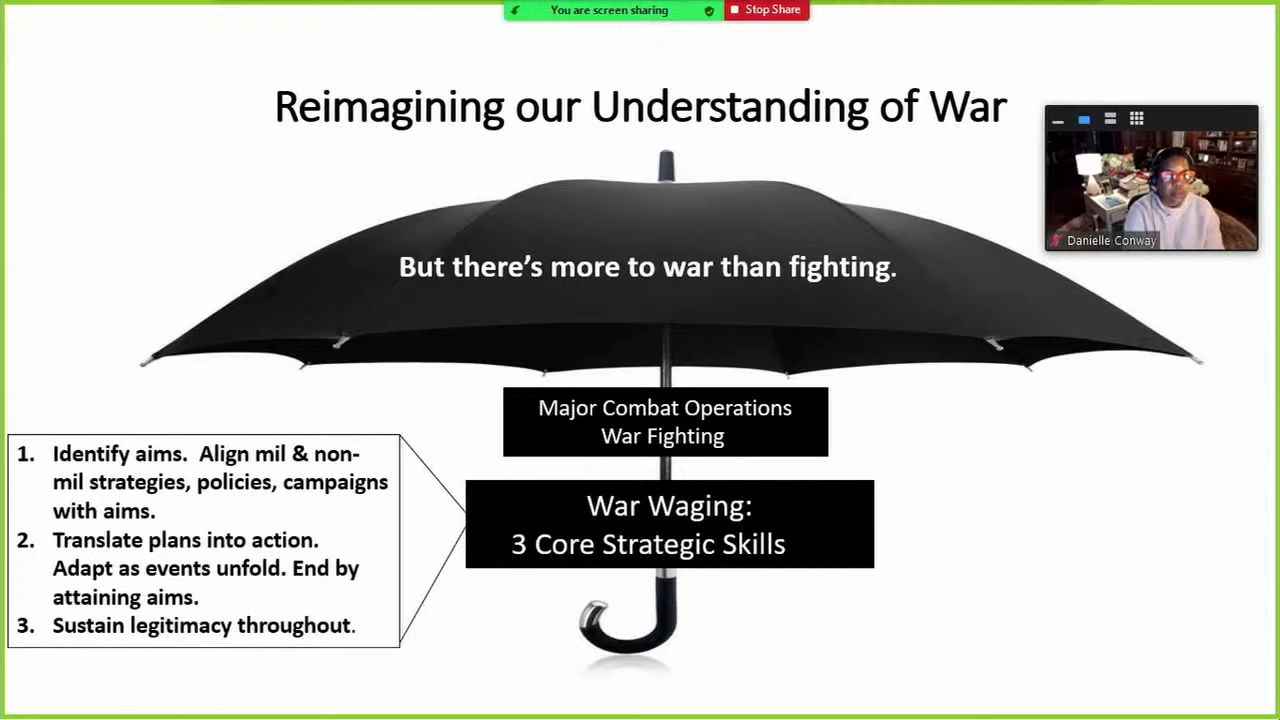 You are screen sharing
Stop Share
Reimagining our Understanding of War
Danielle Conway
But there's more to war than fighting.
Major Combat Operations
War Fighting
1. Identify aims.  Align mil & non-
mil strategies, policies, campaigns
with aims.
2. Translate plans into action.
Adapt as events unfold. End by
attaining aims.
3. Sustain legitimacy throughout.
War Waging:
3 Core Strategic Skills